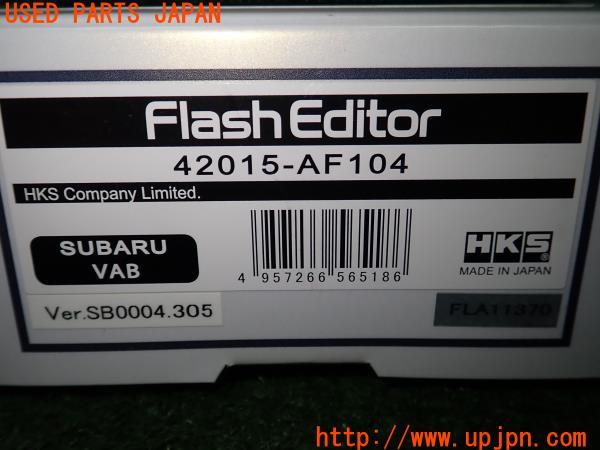 USED PARTS JAPAN
Flash Editor
42015-AF104
HKS Company Limited.
SUBARU
VAB
4 957266 565186
HKS
MADE IN JAPAN
Ver.SB0004.305
FLA11370
http://www.upjpn.com